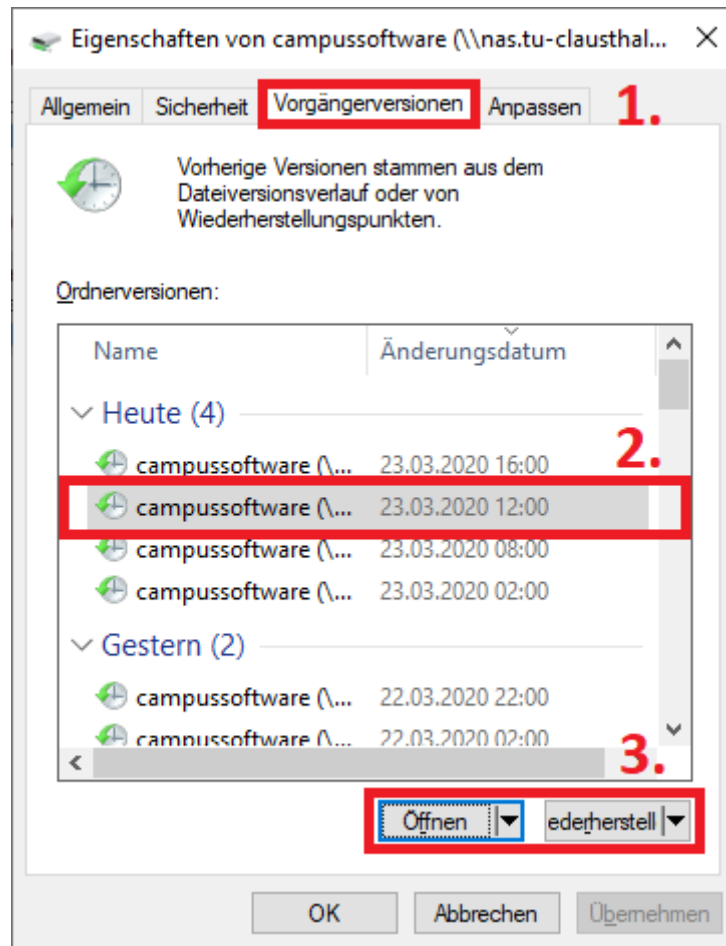 Eigenschaften von campussoftware (\\nas.tu-clausthal...
Allgemein Sicherheit Vorgängerversionen Anpassen 1.
Vorherige Versionen stammen aus dem
Dateiversionsverlauf oder von
Wiederherstellungspunkten.
Ordnerversionen:
Name Änderungsdatum
Heute (4)
campussoftware (\... 23.03.2020 16:00 2.
campussoftware (\... 23.03.2020 12:00
campussoftware (\... 23.03.2020 08:00
campussoftware (\... 23.03.2020 02:00
Gestern (2)
campussoftware (\... 22.03.2020 22:00
campussoftware (\... 22.03.2020 02:00
3.
Öffnen ederherstell
OK Abbrechen Übernehmen